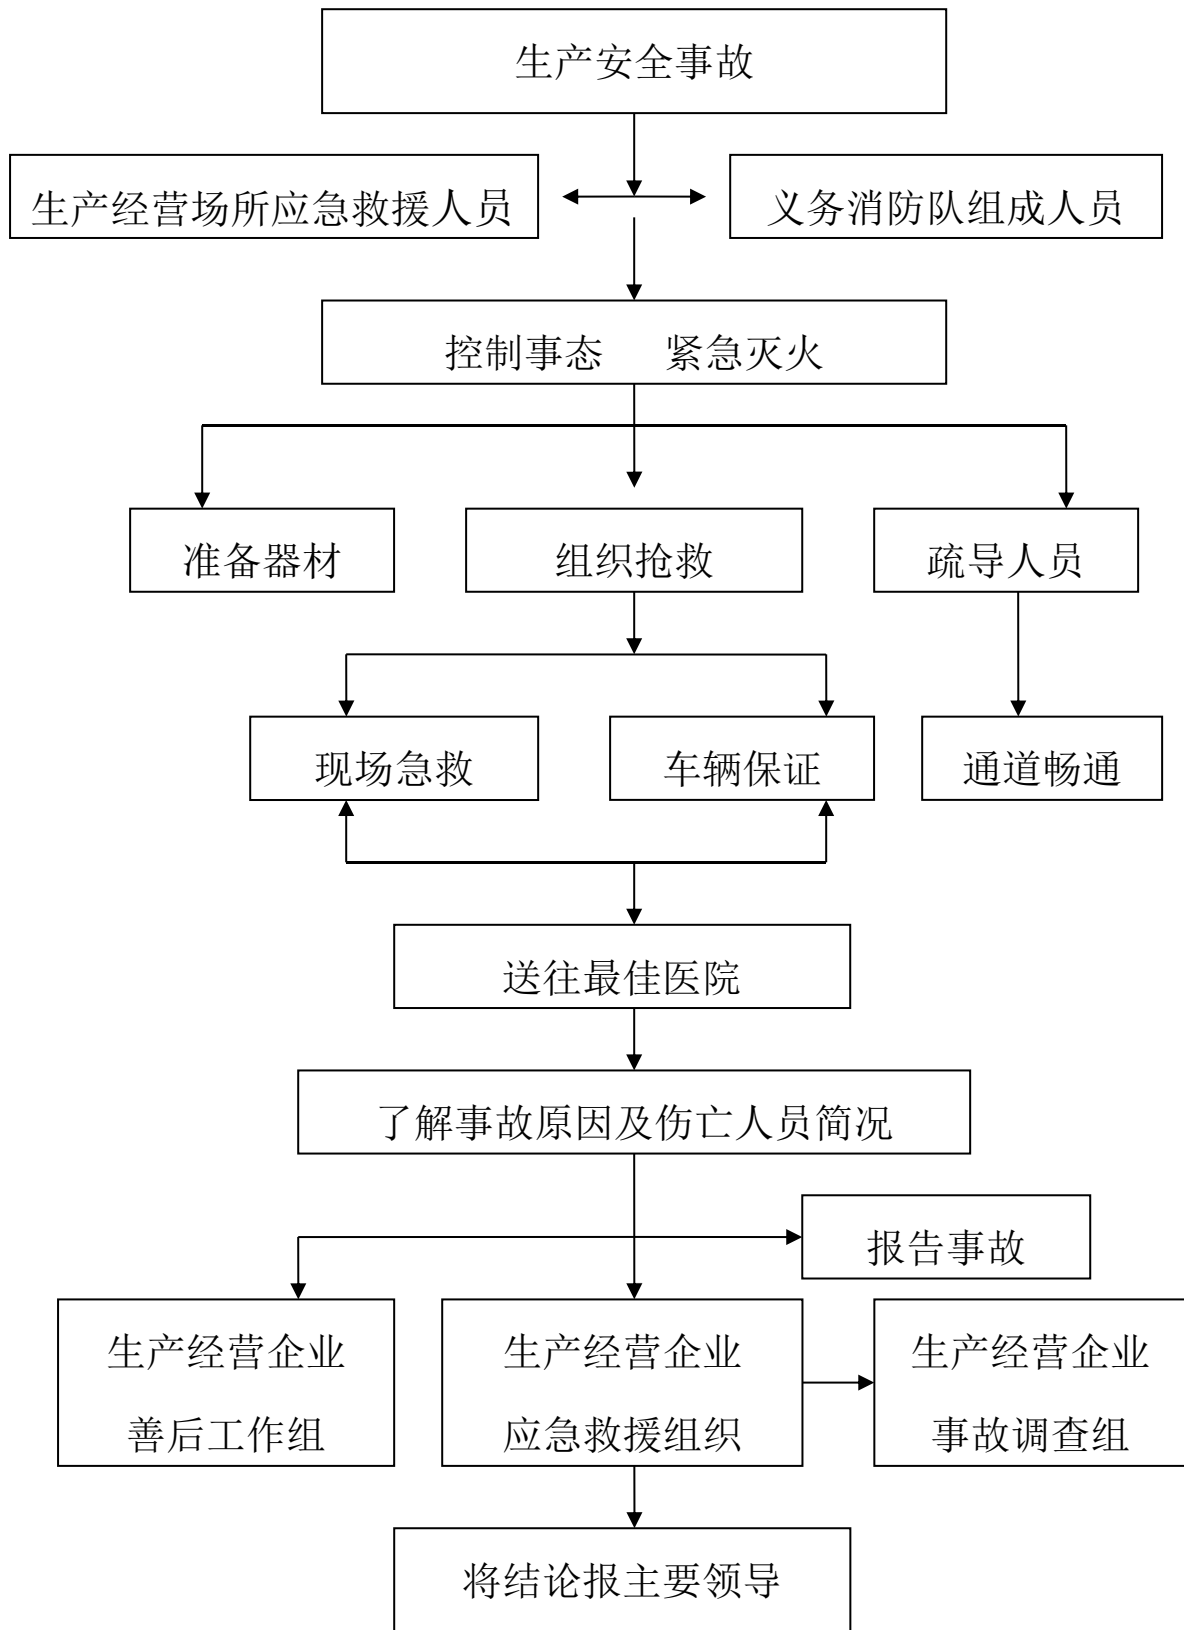 生产安全事故
生产经营场所应急救援人员
义务消防队组成人员
控制事态 紧急灭火
准备器材
组织抢救
疏导人员
现场急救
车辆保证
通道畅通
送往最佳医院
了解事故原因及伤亡人员简况
报告事故
生产经营企业
善后工作组
生产经营企业
应急救援组织
生产经营企业
事故调查组
将结论报主要领导